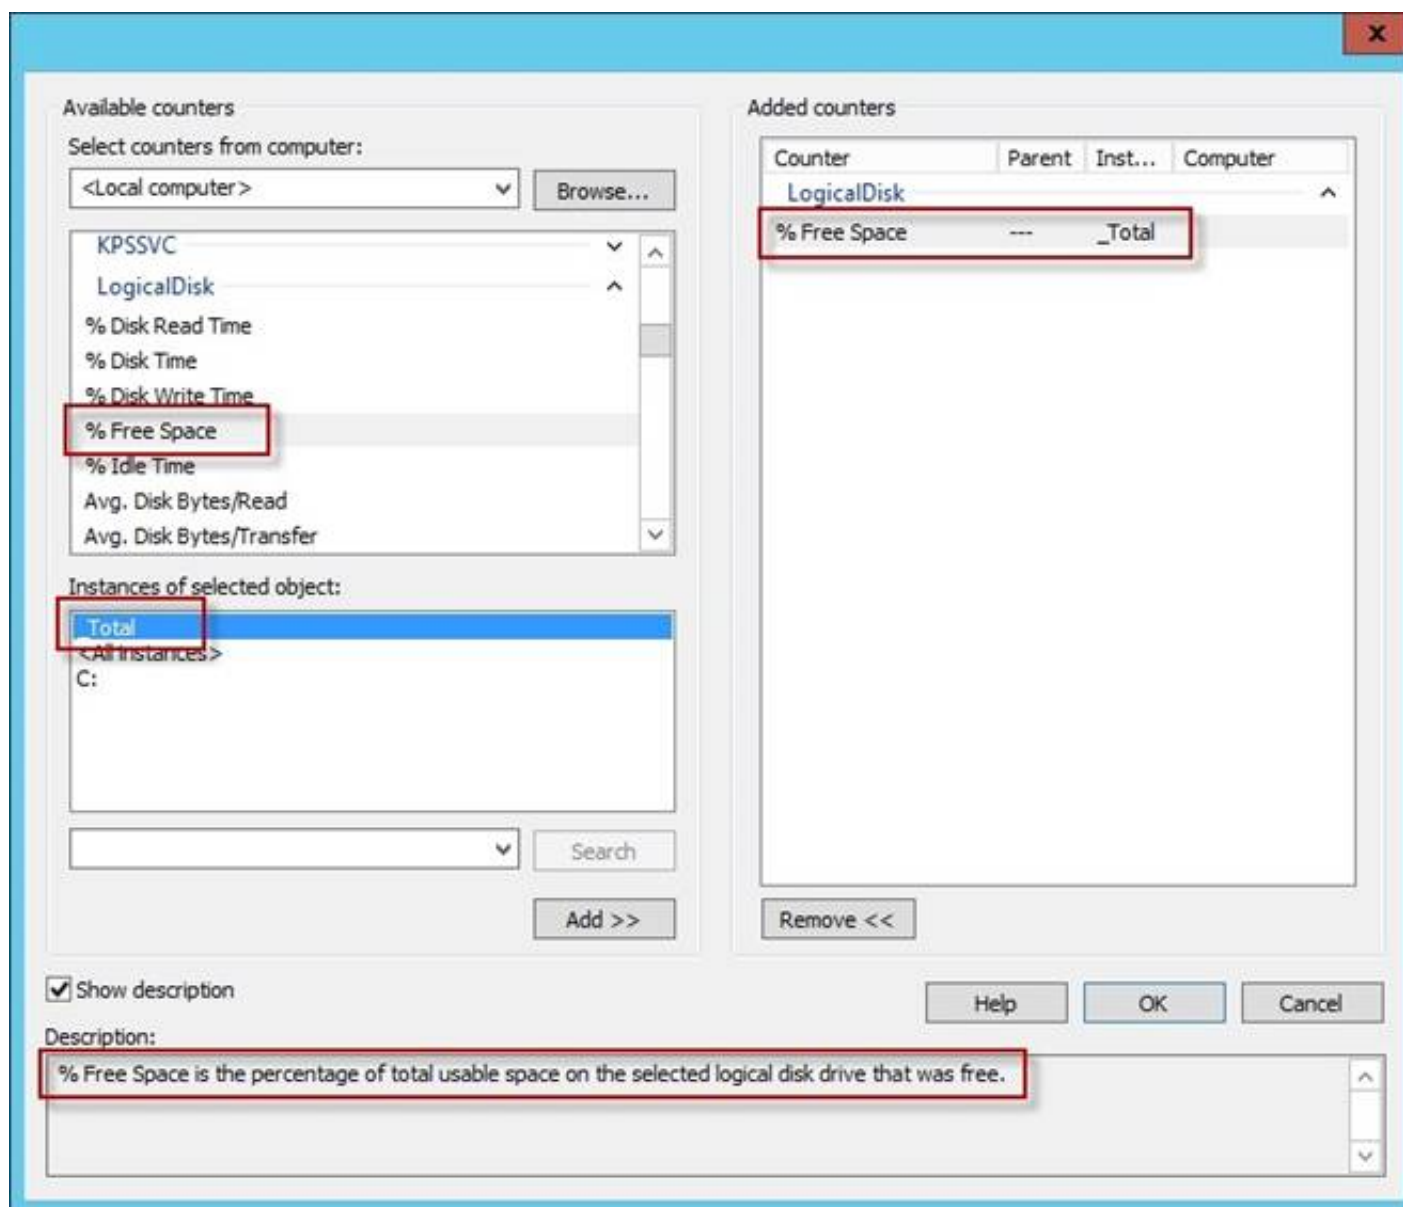 x
Available counters
Select counters from computer:
<Local computer>
Browse...
KPSSVC
LogicalDisk
% Disk Read Time
% Disk Time
% Disk Write Time
% Free Space
% Idle Time
Avg. Disk Bytes/Read
Avg. Disk Bytes/Transfer
Instances of selected object:
_Total
<All instances>
C:
Search
Add >>
Added counters
Counter Parent Inst... Computer
LogicalDisk
% Free Space --- _Total
Remove <<
Show description
Help OK Cancel
Description:
% Free Space is the percentage of total usable space on the selected logical disk drive that was free.